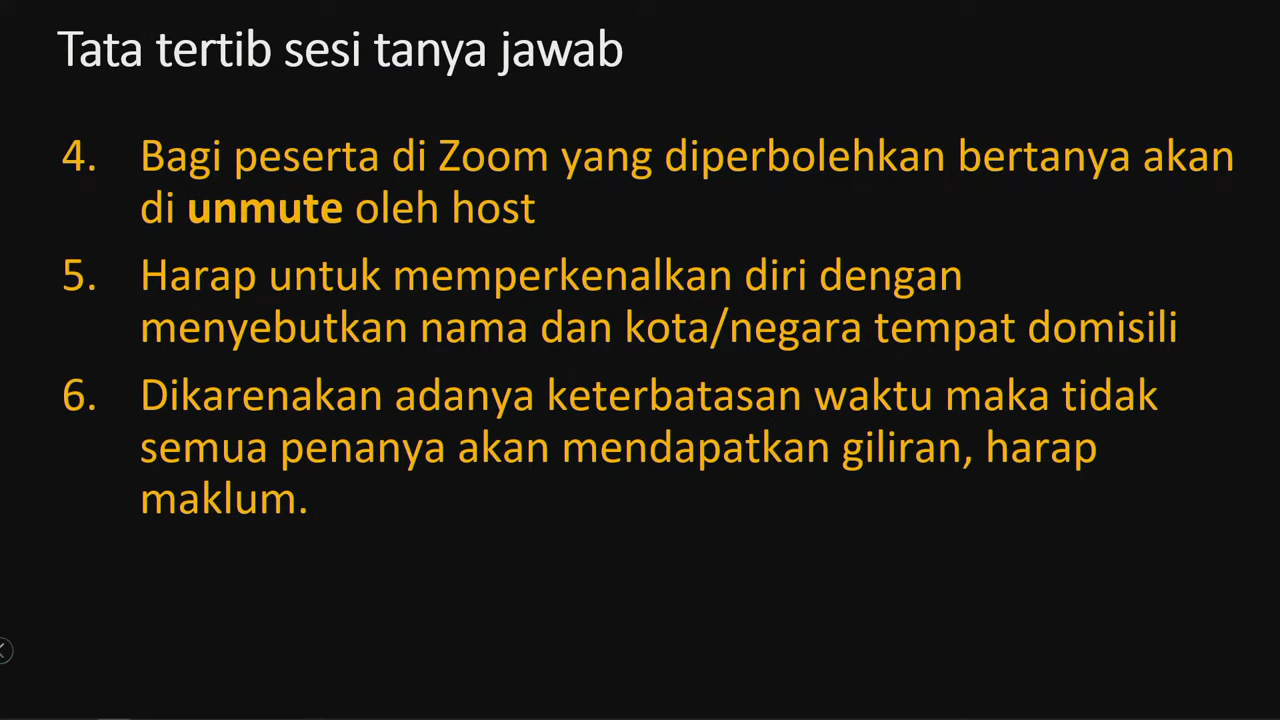 Tata tertib sesi tanya jawab
4. Bagi peserta di Zoom yang diperbolehkan bertanya akan
di unmute oleh host
5. Harap untuk memperkenalkan diri dengan
menyebutkan nama dan kota/negara tempat domisili
6. Dikarenakan adanya keterbatasan waktu maka tidak
semua penanya akan mendapatkan giliran, harap
maklum.